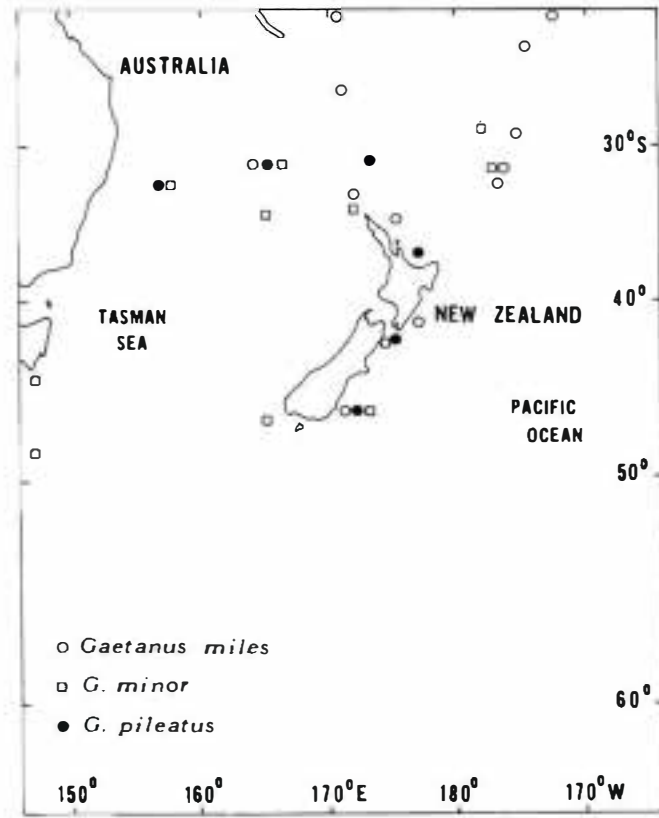 AUSTRALIA
30°S
40°
TASMAN
SEA
NEW ZEALAND
PACIFIC
OCEAN
50°
○ Gaetanus miles
□ G. minor
● G. pileatus
60°
150° 160° 170°E 180° 170°W